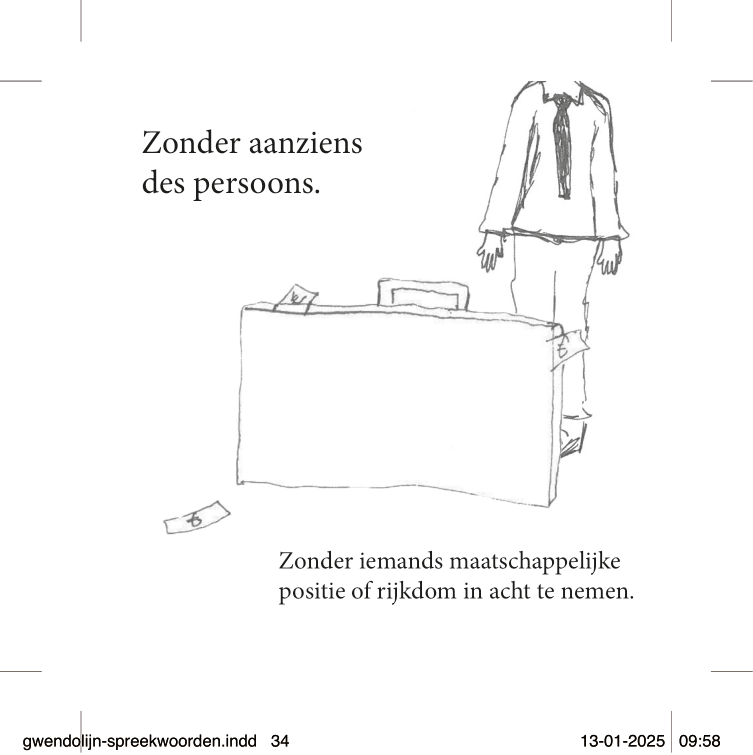 Zonder aanziens
des persoons.
Zonder iemands maatschappelijke
positie of rijkdom in acht te nemen.
gwendolijn-spreekwoorden.indd 34
13-01-2025 09:58